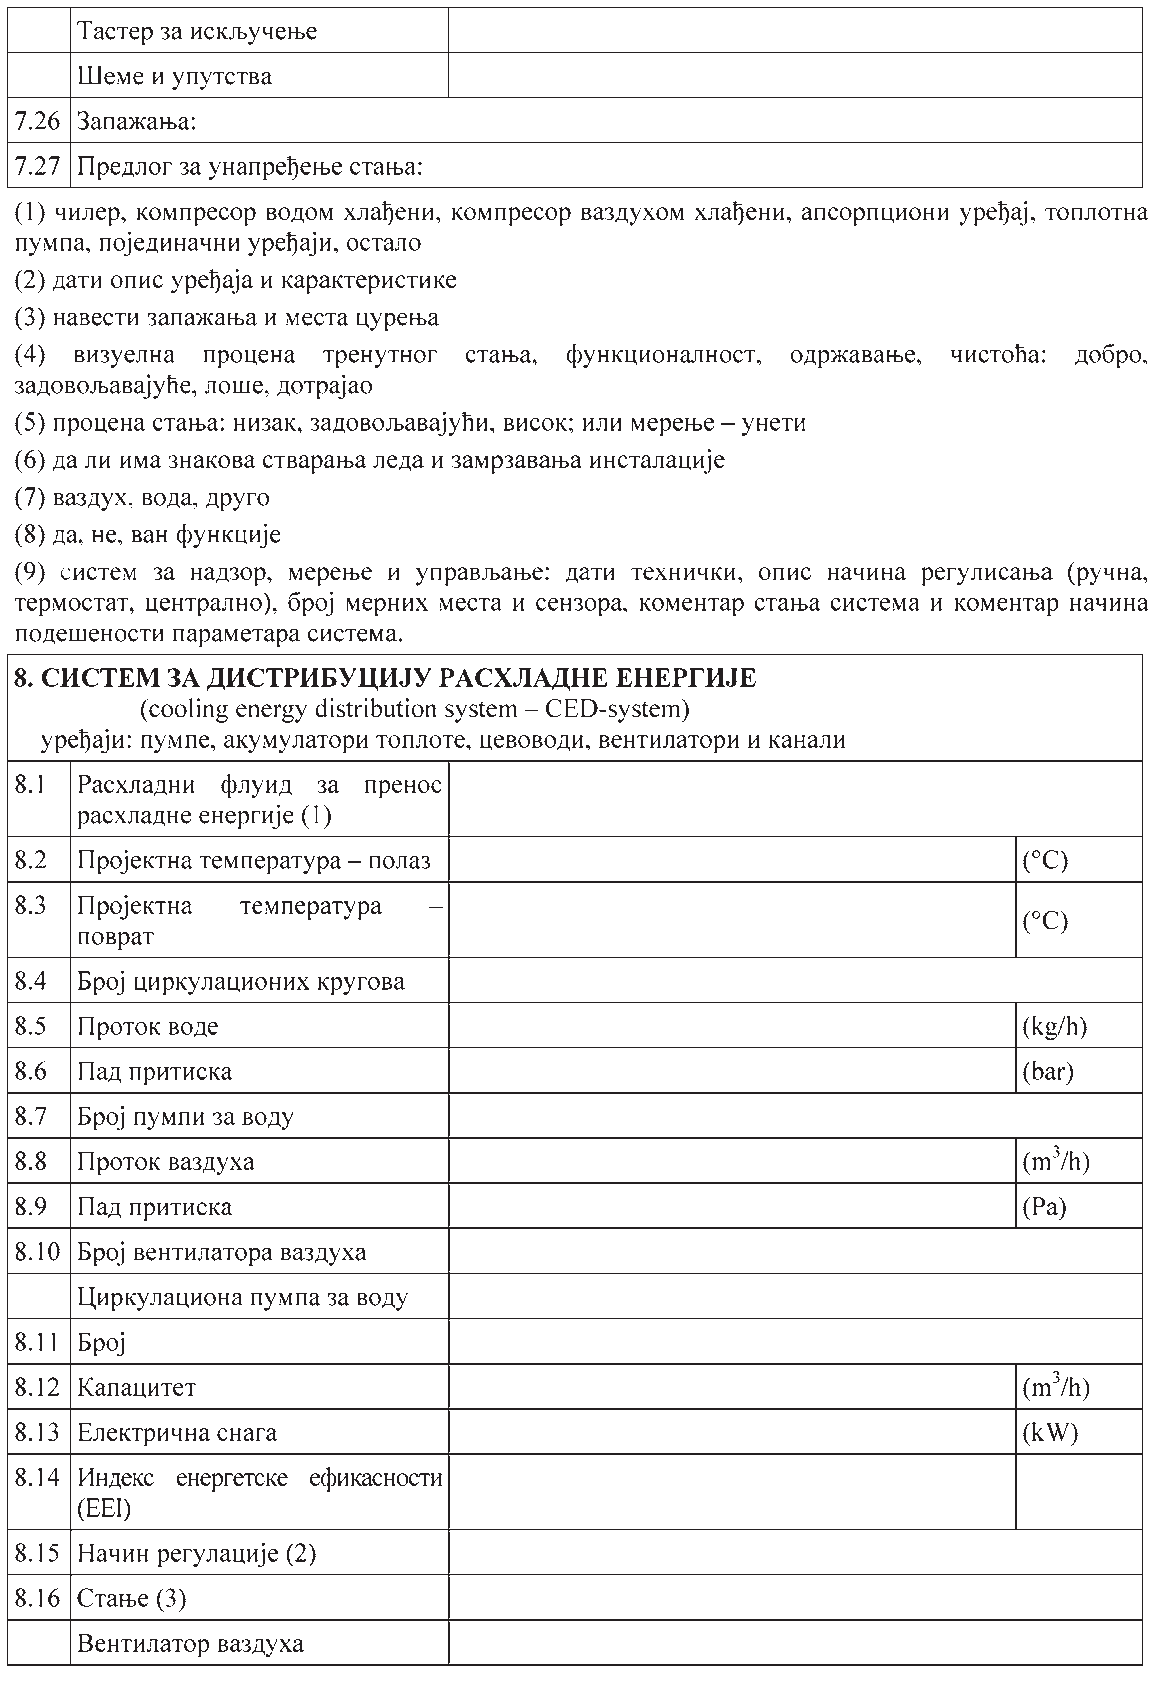 Тастер за искључење
Шеме и упутства
7.26 Запажања:
7.27 Предлог за унапређење стања:
(1) чилер, компресор водом хлађени, компресор ваздухом хлађени, апсорпциони уређај, топлотна
пумпа, појединачни уређаји, остало
(2) дати опис уређаја и карактеристике
(3) навести запажања и места цурења
(4) визуелна процена тренутног стања, функционалност, одржавање, чистоћа: добро,
задовољавајуће, лоше, дотрајао
(5) процена стања: низак, задовољавајући, висок; или мерење – унети
(6) да ли има знакова стварања леда и замрзавања инсталације
(7) ваздух, вода, друго
(8) да, не, ван функције
(9) систем за надзор, мерење и управљање: дати технички, опис начина регулисања (ручна,
термостат, централно), број мерних места и сензора, коментар стања система и коментар начина
подешености параметара система.
8. СИСТЕМ ЗА ДИСТРИБУЦИЈУ РАСХЛАДНЕ ЕНЕРГИЈЕ
(cooling energy distribution system – CED-system)
уређаји: пумпе, акумулатори топлоте, цевоводи, вентилатори и канали
8.1 Расхладни флуид за пренос
расхладне енергије (1)
8.2 Пројектна температура – полаз (°C)
8.3 Пројектна температура –
поврат (°C)
8.4 Број циркулационих кругова
8.5 Проток воде (kg/h)
8.6 Пад притиска (bar)
8.7 Број пумпи за воду
8.8 Проток ваздуха (m³/h)
8.9 Пад притиска (Pa)
8.10 Број вентилатора ваздуха
Циркулациона пумпа за воду
8.11 Број
8.12 Капацитет (m³/h)
8.13 Електрична снага (kW)
8.14 Индекс енергетске ефикасности
(EEI)
8.15 Начин регулације (2)
8.16 Стање (3)
Вентилатор ваздуха